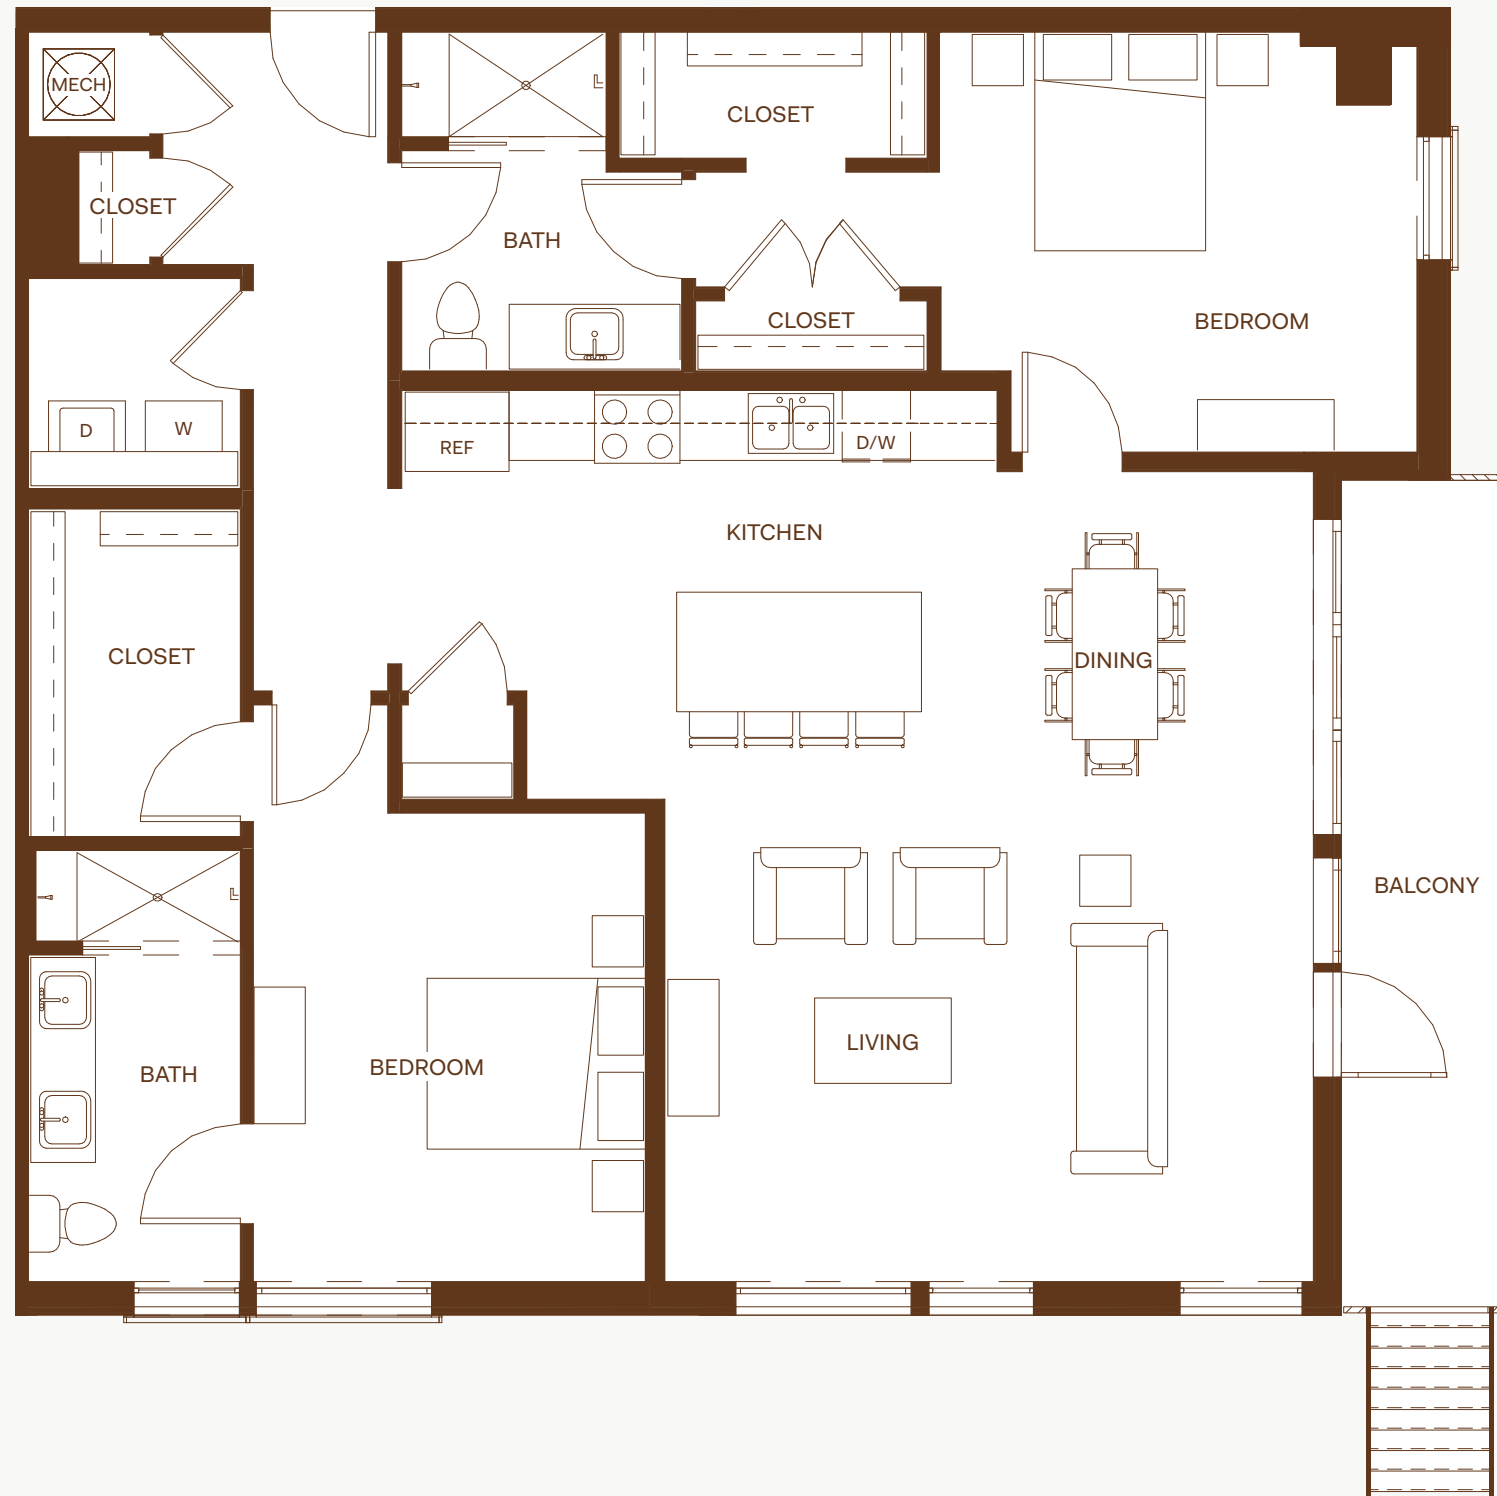 MECH
CLOSET
CLOSET
BATH
CLOSET
BEDROOM
D
W
REF
D/W
KITCHEN
CLOSET
DINING
BALCONY
LIVING
BEDROOM
BATH